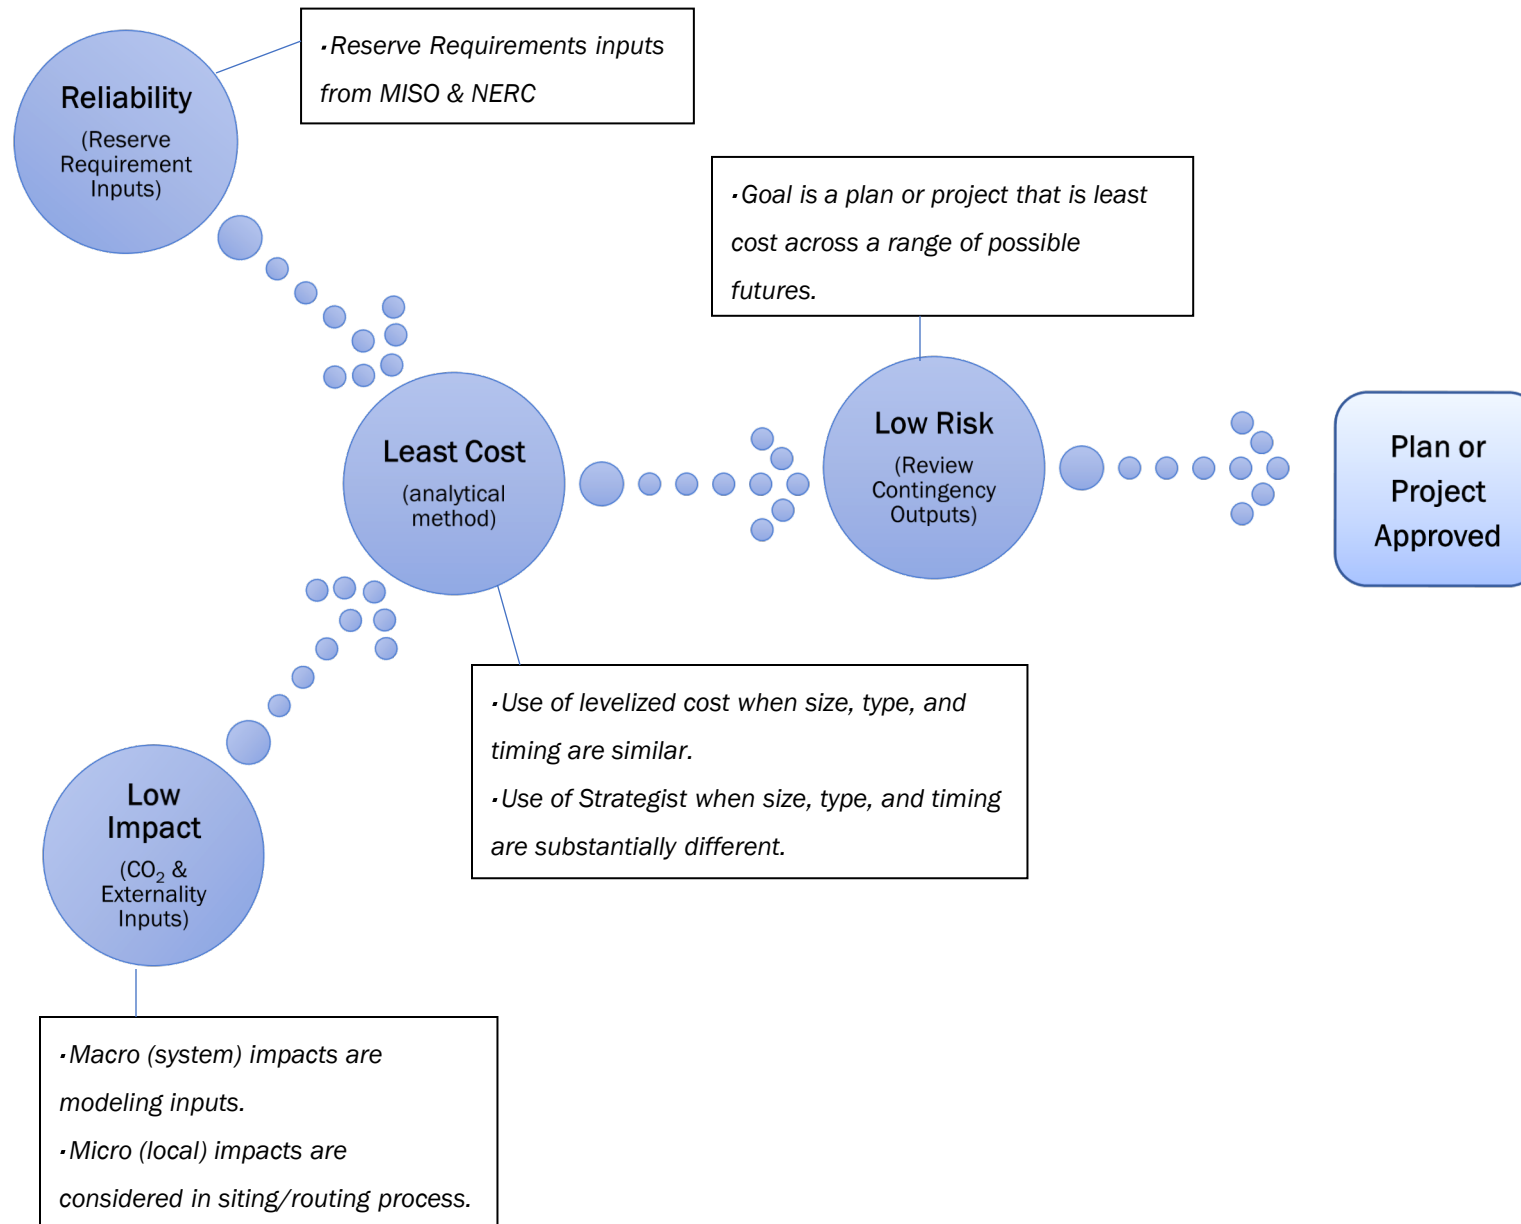 ·Reserve Requirements inputs
from MISO & NERC
Reliability
(Reserve
Requirement
Inputs)
·Goal is a plan or project that is least
cost across a range of possible
futures.
Least Cost
(analytical
method)
Low Risk
(Review
Contingency
Outputs)
Plan or
Project
Approved
·Use of levelized cost when size, type, and
timing are similar.
·Use of Strategist when size, type, and timing
are substantially different.
Low
Impact
(CO₂ &
Externality
Inputs)
·Macro (system) impacts are
modeling inputs.
·Micro (local) impacts are
considered in siting/routing process.